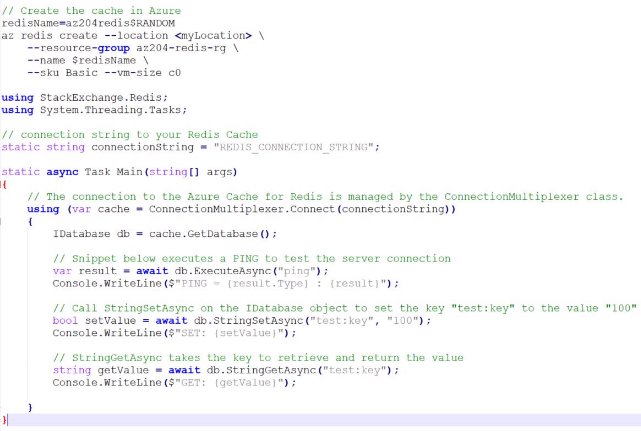 // Create the cache in Azure
redisName=az204redis$RANDOM
az redis create --location <myLocation> \
--resource-group az204-redis-rg \
--name $redisName \
--sku Basic --vm-size c0
using StackExchange.Redis;
using System.Threading.Tasks;
// connection string to your Redis Cache
static string connectionString = "REDIS_CONNECTION_STRING";
static async Task Main(string[] args)
{
// The connection to the Azure Cache for Redis is managed by the ConnectionMultiplexer class.
using (var cache = ConnectionMultiplexer.Connect(connectionString))
{
IDatabase db = cache.GetDatabase();
// Snippet below executes a PING to test the server connection
var result = await db.ExecuteAsync("ping");
Console.WriteLine($"PING = {result.Type} : {result}");
// Call StringSetAsync on the IDatabase object to set the key "test:key" to the value "100"
bool setValue = await db.StringSetAsync("test:key", "100");
Console.WriteLine($"SET: {setValue}");
// StringGetAsync takes the key to retrieve and return the value
string getValue = await db.StringGetAsync("test:key");
Console.WriteLine($"GET: {getValue}");
}
}